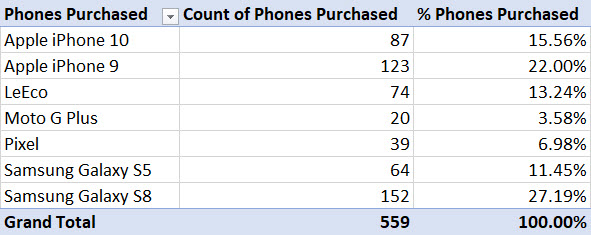 Phones Purchased Count of Phones Purchased % Phones Purchased
Apple iPhone 10 87 15.56%
Apple iPhone 9 123 22.00%
LeEco 74 13.24%
Moto G Plus 20 3.58%
Pixel 39 6.98%
Samsung Galaxy S5 64 11.45%
Samsung Galaxy S8 152 27.19%
Grand Total 559 100.00%